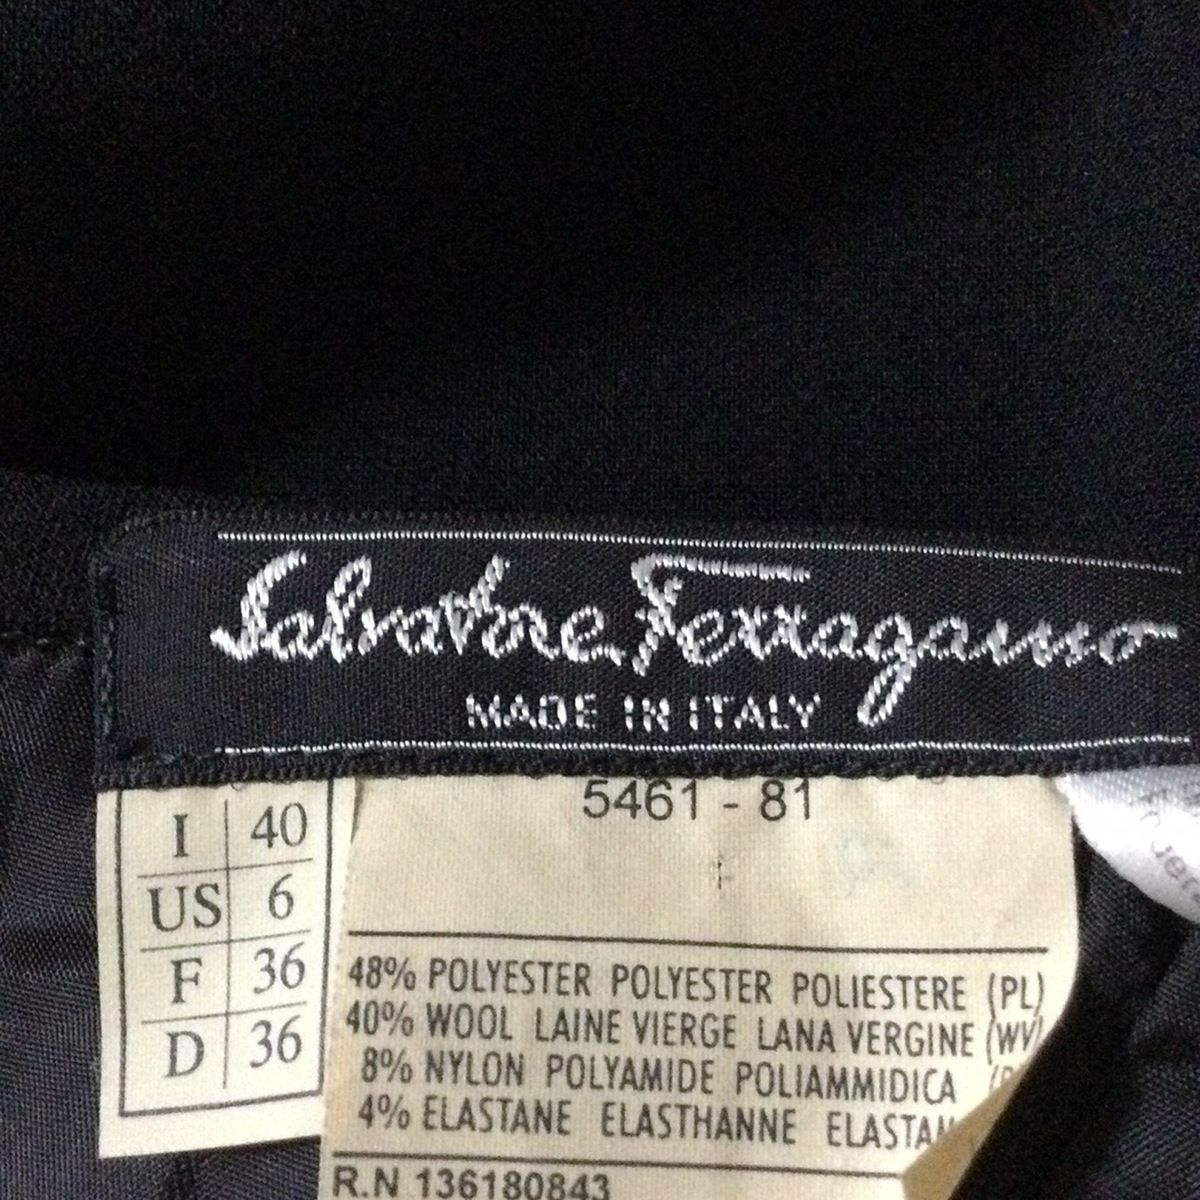 Salvatore Ferragamo
MADE IN ITALY
I 40
US 6
F 36
D 36
5461 - 81
48% POLYESTER POLYESTER POLIESTERE (PL)
40% WOOL LAINE VIERGE LANA VERGINE (WV)
8% NYLON POLYAMIDE POLIAMMIDICA
4% ELASTANE ELASTHANNE
R.N 136180843